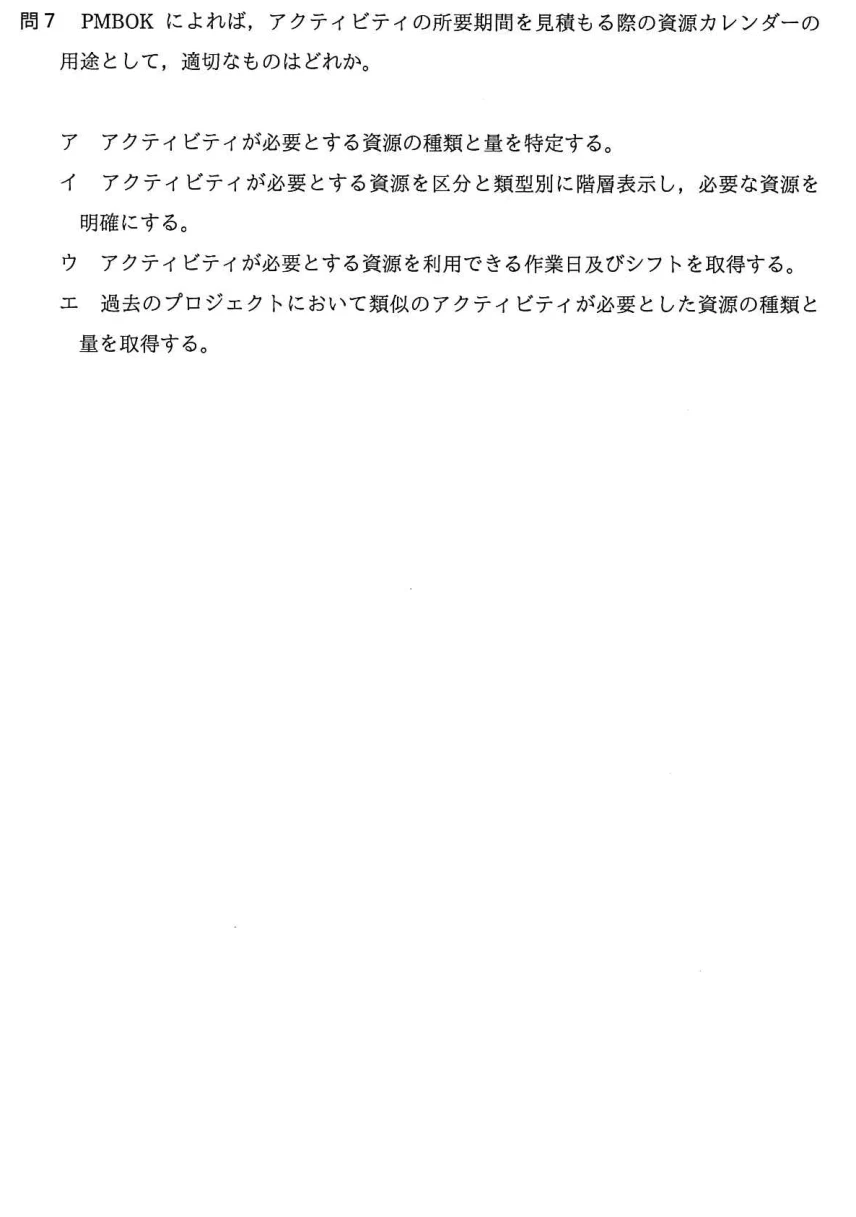 問7　PMBOK によれば，アクティビティの所要期間を見積もる際の資源カレンダーの
用途として，適切なものはどれか。
ア　アクティビティが必要とする資源の種類と量を特定する。
イ　アクティビティが必要とする資源を区分と類型別に階層表示し，必要な資源を
明確にする。
ウ　アクティビティが必要とする資源を利用できる作業日及びシフトを取得する。
エ　過去のプロジェクトにおいて類似のアクティビティが必要とした資源の種類と
量を取得する。